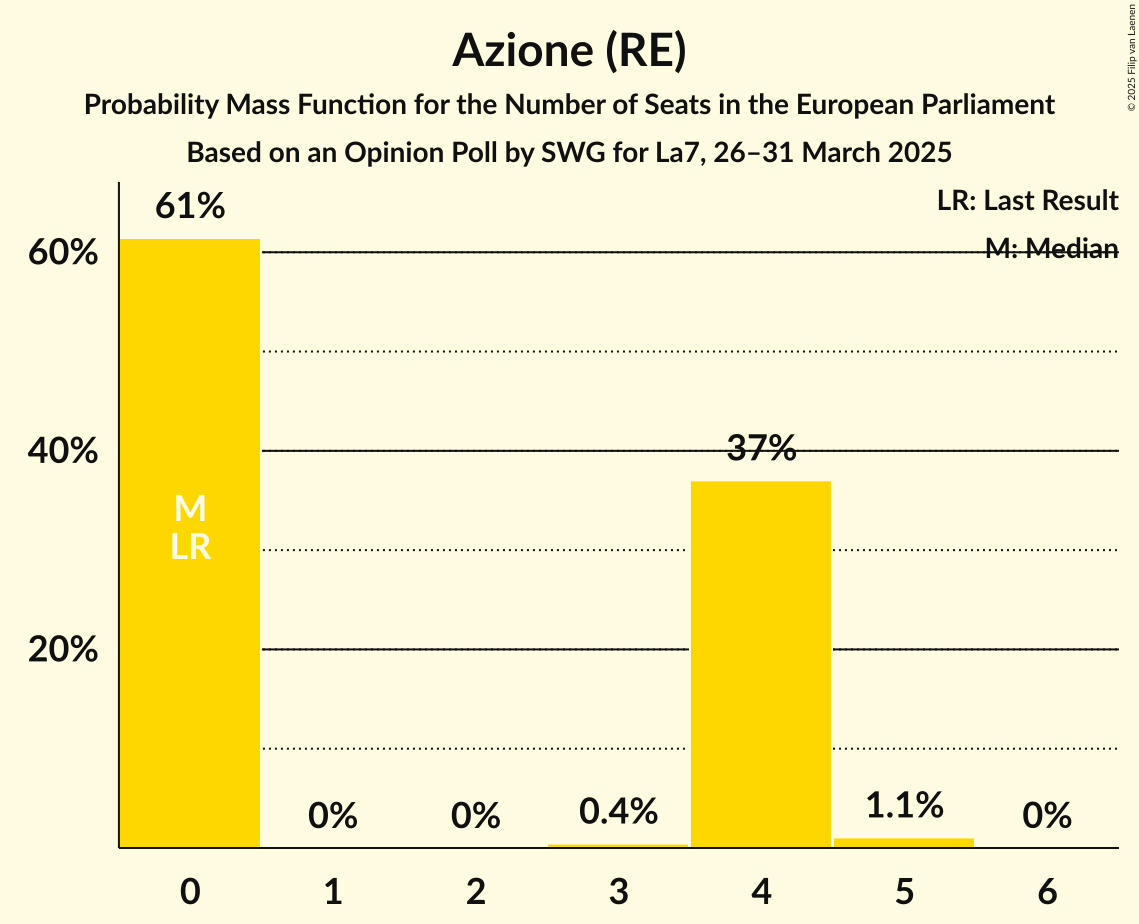 Azione (RE)
Probability Mass Function for the Number of Seats in the European Parliament
Based on an Opinion Poll by SWG for La7, 26–31 March 2025
© 2025 Filip van Laenen
LR: Last Result
M: Median
61%
60%
37%
40%
M
LR
20%
0%
0%
0.4%
1.1%
0%
0 1 2 3 4 5 6